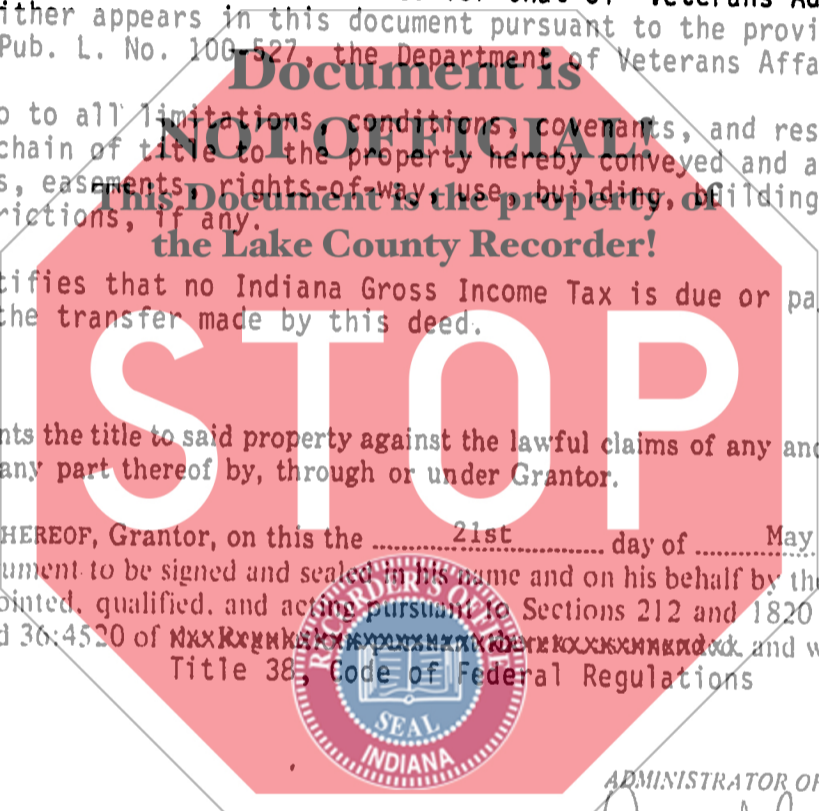 ither appears in this document pursuant to the provi
Pub. L. No. 100-527, the Department of Veterans Affa
Document is
o to all limitations, conditions, covenants, and res
NOT OFFICIAL!
chain of title to the property hereby conveyed and a
s, easements, rights-of-way, use, building, building
This Document is the property of
rictions, if any.
the Lake County Recorder!
tifies that no Indiana Gross Income Tax is due or pa
the transfer made by this deed.
STOP
nts the title to said property against the lawful claims of any and
any part thereof by, through or under Grantor.
HEREOF, Grantor, on this the 21st day of May
ument to be signed and sealed in his name and on his behalf by the
ointed, qualified, and acting pursuant to Sections 212 and 1820
d 36:4520 of and w
Title 38, Code of Federal Regulations
RECORDER'S OFFICE
SEAL
INDIANA
ADMINISTRATOR OF